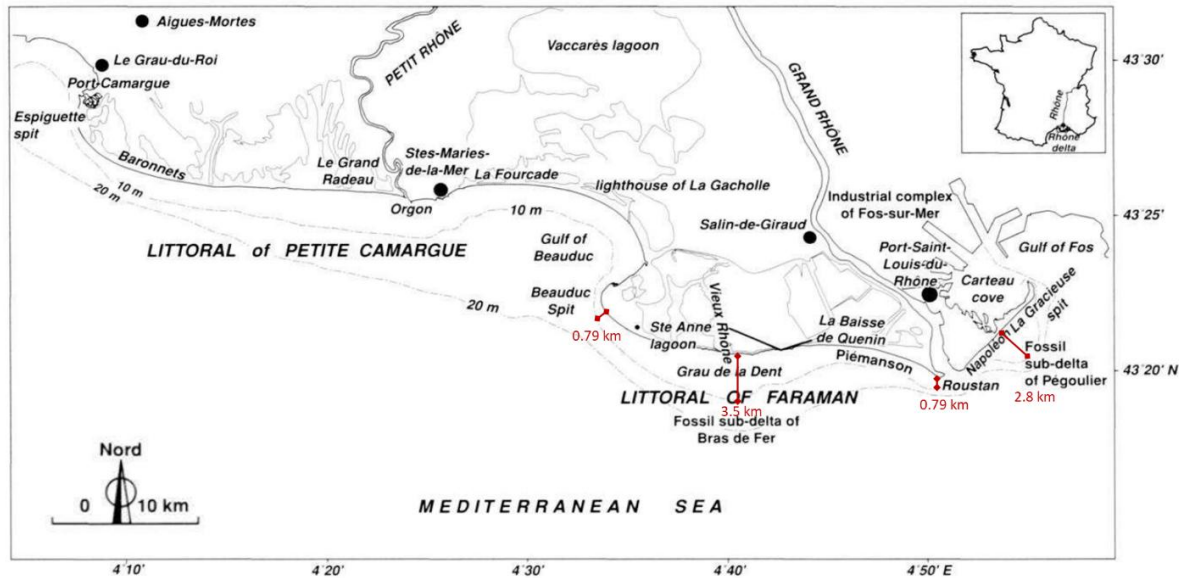 Aigues-Mortes
Le Grau-du-Roi
Port-Camargue
Espiguette
spit
Baronnets
10 m
20 m
PETIT RHÔNE
Vaccarès lagoon
GRAND RHÔNE
Rhône
Rhône
delta
43°30'
Le Grand
Radeau
Stes-Maries-
de-la-Mer
La Fourcade
Orgon
lighthouse of La Gacholle
10 m
Industrial complex
of Fos-sur-Mer
43°25'
Salin-de-Giraud
Gulf of Fos
LITTORAL of PETITE CAMARGUE
Gulf of
Beauduc
Port-Saint-
Louis-du-
Rhône
Carteau
cove
20 m
Beauduc
Spit
0.79 km
Ste Anne
lagoon
Vieux Rhône
La Baisse
de Quenin
Piémanson
Napoleon
La Gracieuse
spit
Fossil
sub-delta
of Pégoulier
2.8 km
43°20' N
Grau de la Dent
Roustan
0.79 km
LITTORAL OF FARAMAN
3.5 km
Fossil sub-delta of
Bras de Fer
Nord
0 10 km
MEDITERRANEAN SEA
4°10'
4°20'
4°30'
4°40'
4°50' E